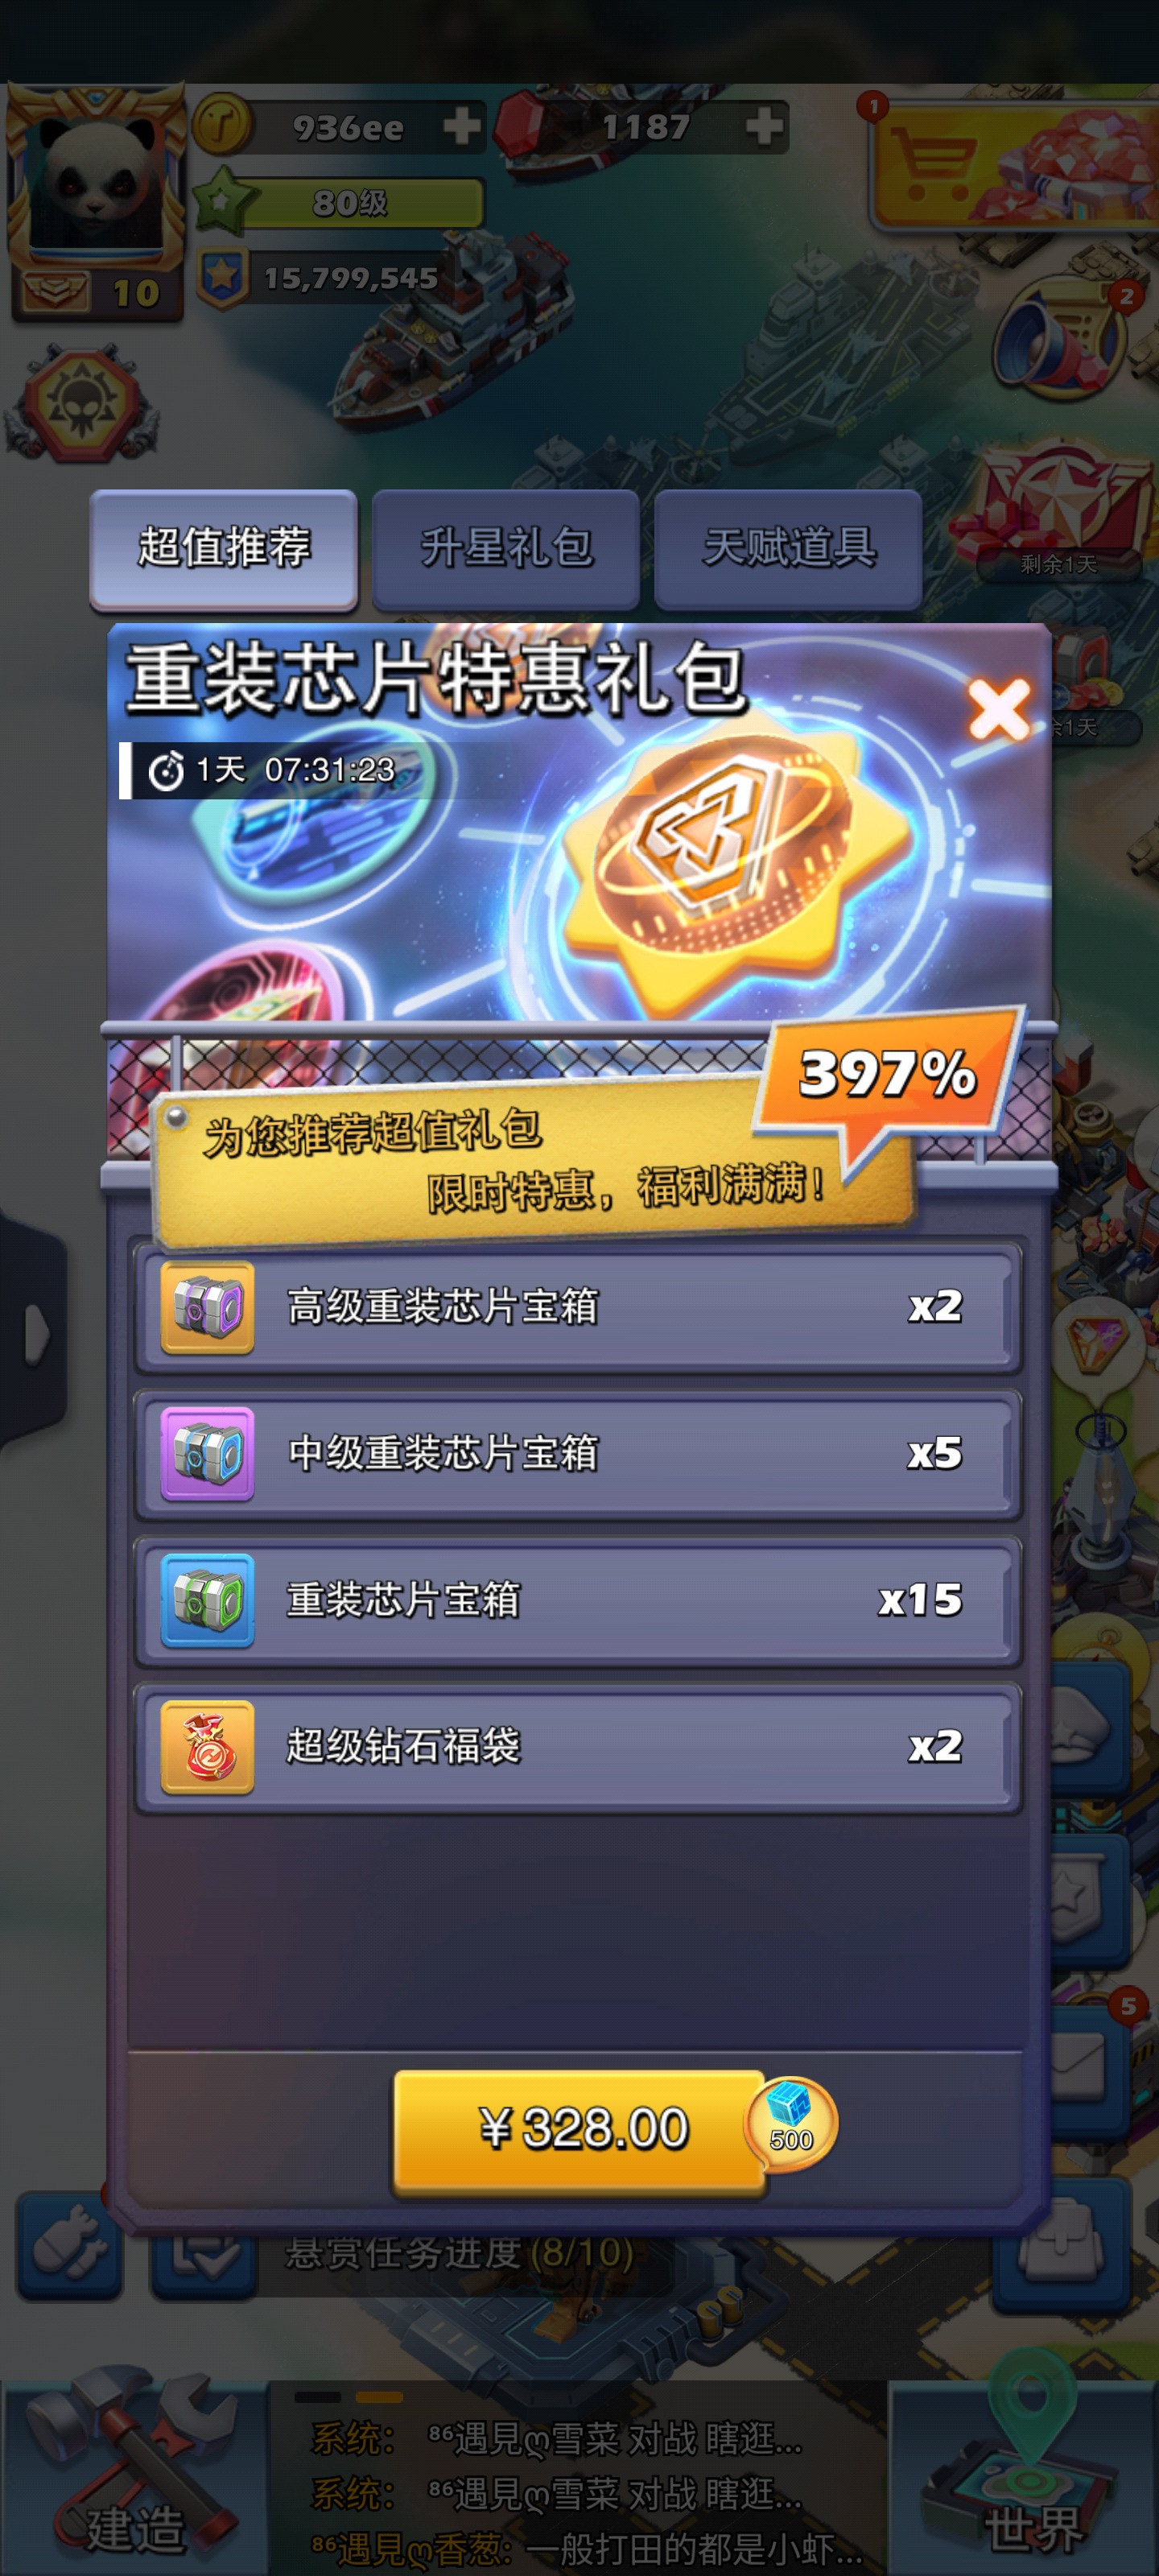 936ee
1187
1
80级
15,799,545
10
2
剩余1天
超值推荐
升星礼包
天赋道具
重装芯片特惠礼包
余1天
1天 07:31:23
397%
为您推荐超值礼包
限时特惠，福利满满！
高级重装芯片宝箱 x2
中级重装芯片宝箱 x5
重装芯片宝箱 x15
超级钻石福袋 x2
5
¥328.00
500
悬赏任务进度(8/10)
系统： ⁸⁶遇見ღ雪菜 对战 瞎逛...
系统： ⁸⁶遇見ღ雪菜 对战 瞎逛...
⁸⁶遇見ღ香葱: 一般打田的都是小虾...
建造
世界